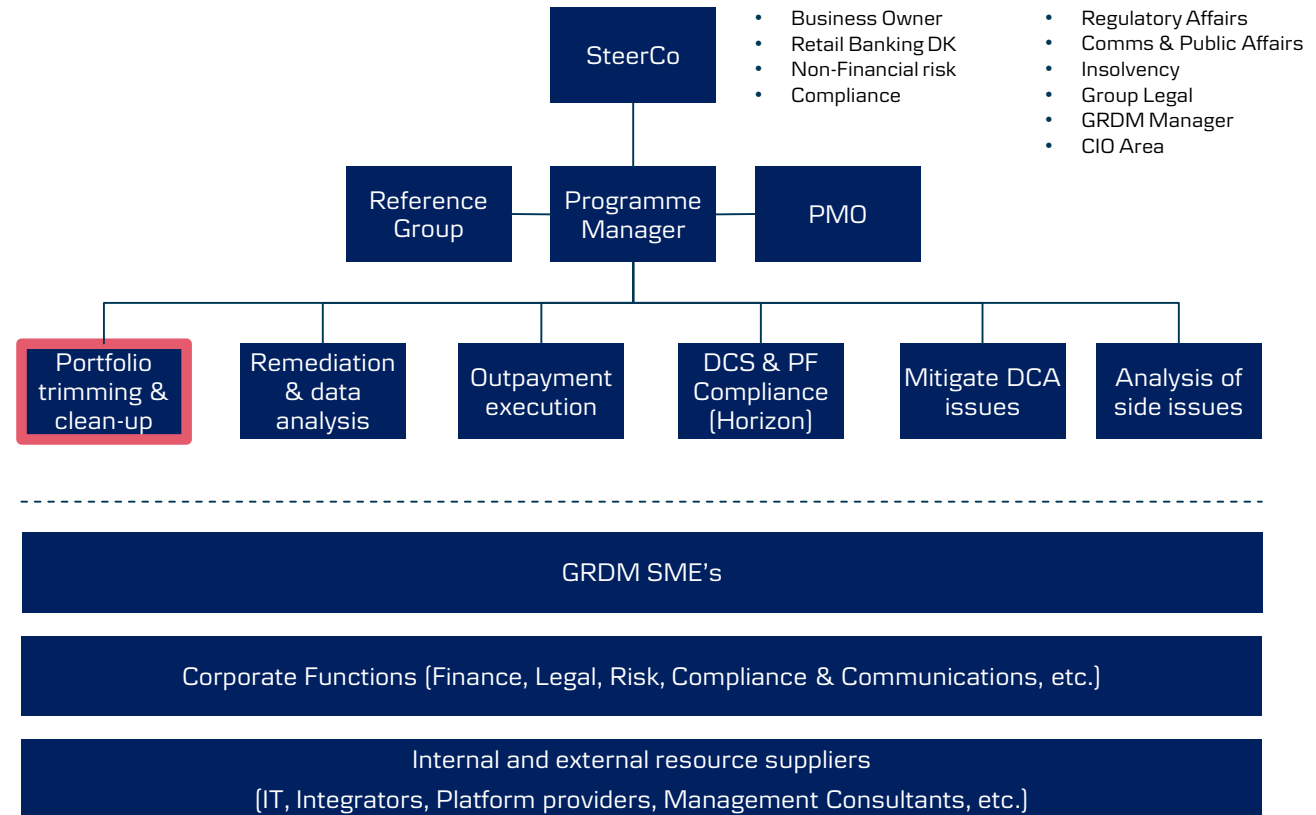 SteerCo
• Business Owner
• Retail Banking DK
• Non-Financial risk
• Compliance
• Regulatory Affairs
• Comms & Public Affairs
• Insolvency
• Group Legal
• GRDM Manager
• CIO Area
Reference
Group
Programme
Manager
PMO
Portfolio
trimming &
clean-up
Remediation
& data
analysis
Outpayment
execution
DCS & PF
Compliance
(Horizon)
Mitigate DCA
issues
Analysis of
side issues
GRDM SME's
Corporate Functions (Finance, Legal, Risk, Compliance & Communications, etc.)
Internal and external resource suppliers
(IT, Integrators, Platform providers, Management Consultants, etc.)